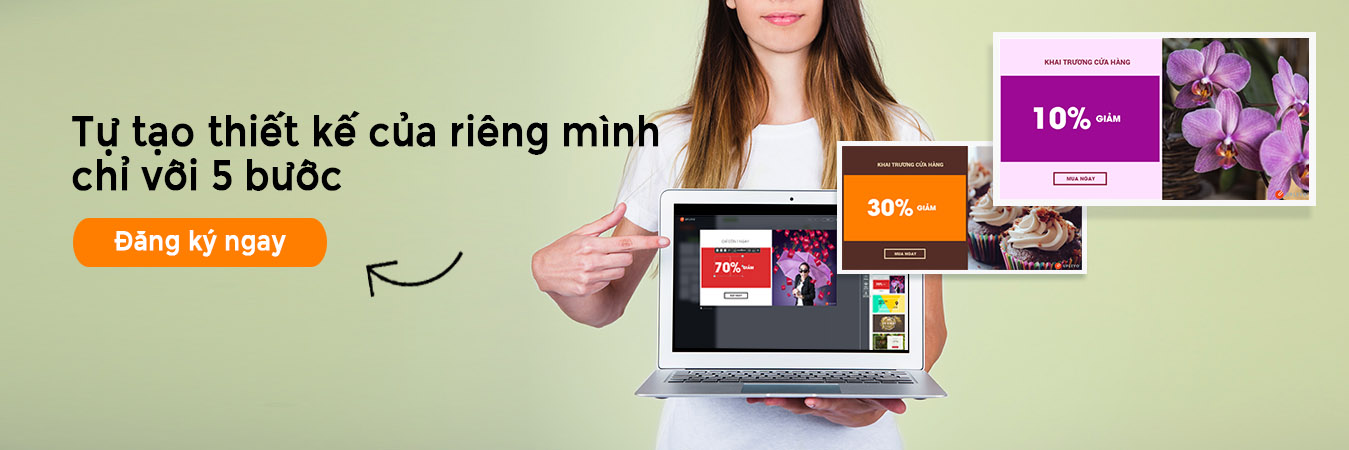 Tự tạo thiết kế của riêng mình
chỉ với 5 bước
Đăng ký ngay
KHAI TRƯƠNG CỬA HÀNG
10% GIẢM
MUA NGAY
KHAI TRƯƠNG CỬA HÀNG
30% GIẢM
MUA NGAY
70% GIẢM